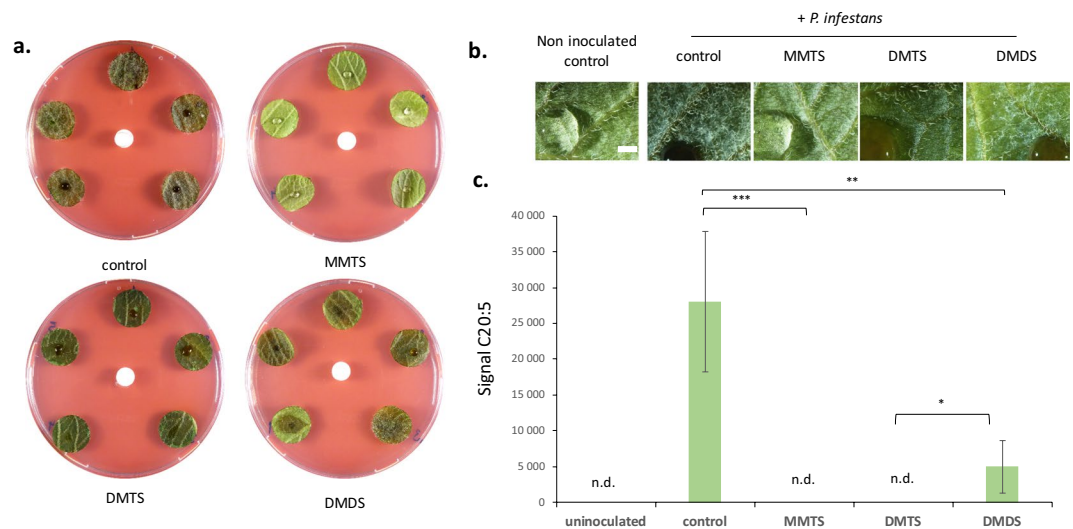 a.
control
MMTS
DMTS
DMDS
b.
+ P. infestans
Non inoculated
control
control
MMTS
DMTS
DMDS
c.
**
***
*
Signal C20:5
40 000
35 000
30 000
25 000
20 000
15 000
10 000
5 000
0
n.d.
n.d.
n.d.
uninoculated
control
MMTS
DMTS
DMDS